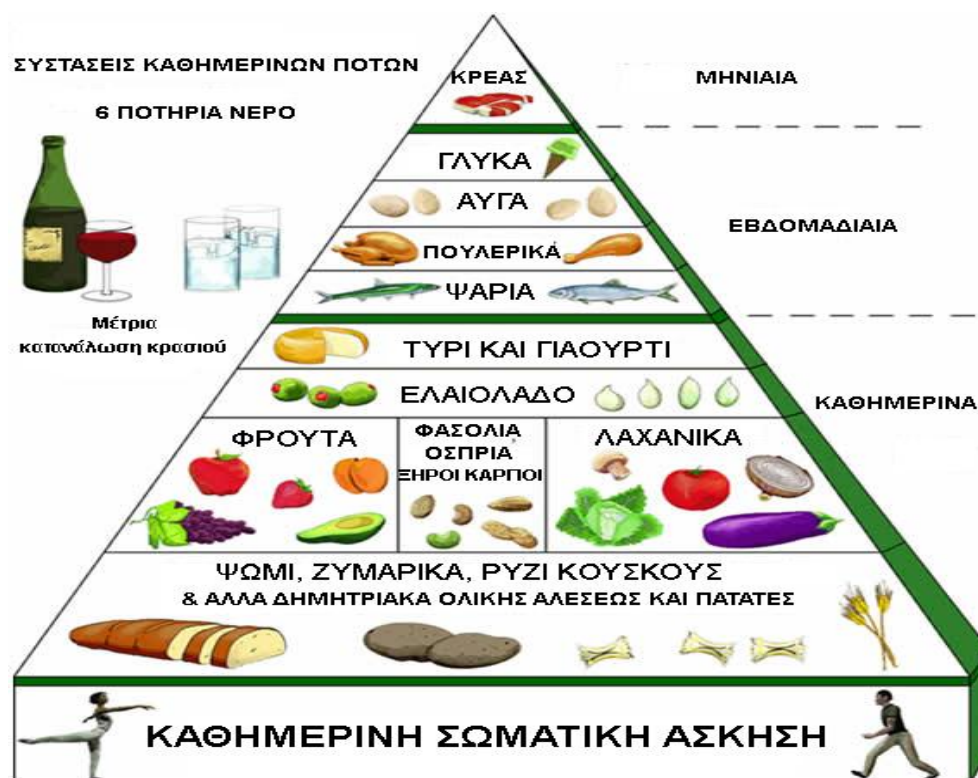 ΣΥΣΤΑΣΕΙΣ ΚΑΘΗΜΕΡΙΝΩΝ ΠΟΤΩΝ
6 ΠΟΤΗΡΙΑ ΝΕΡΟ
Μέτρια
κατανάλωση κρασιού
ΚΡΕΑΣ
ΜΗΝΙΑΙΑ
ΓΛΥΚΑ
ΑΥΓΑ
ΠΟΥΛΕΡΙΚΑ
ΨΑΡΙΑ
ΕΒΔΟΜΑΔΙΑΙΑ
ΤΥΡΙ ΚΑΙ ΓΙΑΟΥΡΤΙ
ΕΛΑΙΟΛΑΔΟ
ΚΑΘΗΜΕΡΙΝΑ
ΦΡΟΥΤΑ
ΦΑΣΟΛΙΑ,
ΟΣΠΡΙΑ
ΞΗΡΟΙ ΚΑΡΠΟΙ
ΛΑΧΑΝΙΚΑ
ΨΩΜΙ, ΖΥΜΑΡΙΚΑ, ΡΥΖΙ ΚΟΥΣΚΟΥΣ
& ΑΛΛΑ ΔΗΜΗΤΡΙΑΚΑ ΟΛΙΚΗΣ ΑΛΕΣΕΩΣ ΚΑΙ ΠΑΤΑΤΕΣ
ΚΑΘΗΜΕΡΙΝΗ ΣΩΜΑΤΙΚΗ ΑΣΚΗΣΗ